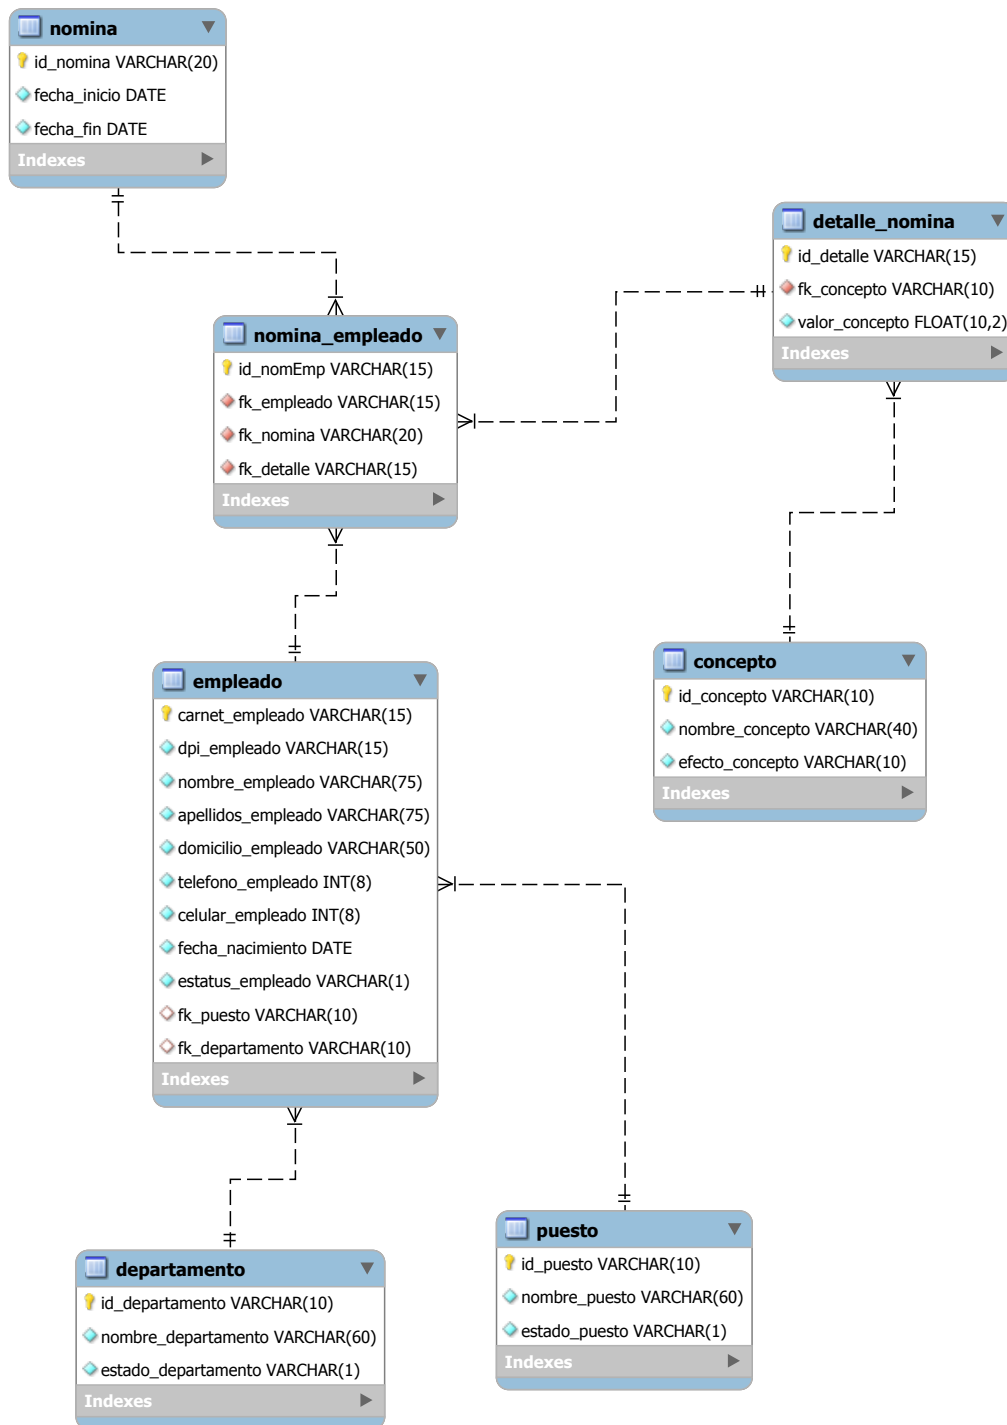 nomina
id_nomina VARCHAR(20)
fecha_inicio DATE
fecha_fin DATE
Indexes
detalle_nomina
id_detalle VARCHAR(15)
fk_concepto VARCHAR(10)
valor_concepto FLOAT(10,2)
Indexes
nomina_empleado
id_nomEmp VARCHAR(15)
fk_empleado VARCHAR(15)
fk_nomina VARCHAR(20)
fk_detalle VARCHAR(15)
Indexes
concepto
id_concepto VARCHAR(10)
nombre_concepto VARCHAR(40)
efecto_concepto VARCHAR(10)
Indexes
empleado
carnet_empleado VARCHAR(15)
dpi_empleado VARCHAR(15)
nombre_empleado VARCHAR(75)
apellidos_empleado VARCHAR(75)
domicilio_empleado VARCHAR(50)
telefono_empleado INT(8)
celular_empleado INT(8)
fecha_nacimiento DATE
estatus_empleado VARCHAR(1)
fk_puesto VARCHAR(10)
fk_departamento VARCHAR(10)
Indexes
puesto
id_puesto VARCHAR(10)
nombre_puesto VARCHAR(60)
estado_puesto VARCHAR(1)
Indexes
departamento
id_departamento VARCHAR(10)
nombre_departamento VARCHAR(60)
estado_departamento VARCHAR(1)
Indexes